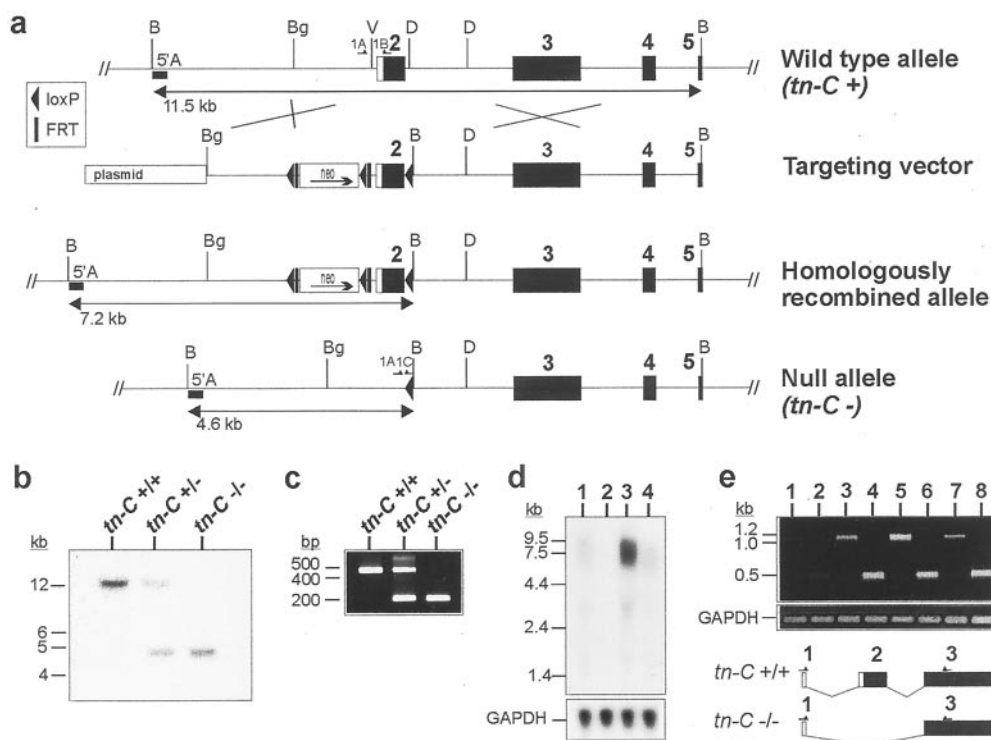 a
B Bg V D D B
1A 1B 2 3 4 5
5'A
11.5 kb
Wild type allele
(tn-C +)
loxP
FRT
Bg B D B
plasmid neo 2 3 4 5
Targeting vector
B Bg B D B
5'A neo 2 3 4 5
7.2 kb
Homologously
recombined allele
B Bg B D B
5'A 1A1C 3 4 5
4.6 kb
Null allele
(tn-C -)
b
tn-C +/+ tn-C +/- tn-C -/-
kb
12
6
5
4
c
tn-C +/+ tn-C +/- tn-C -/-
bp
500
400
200
d
1 2 3 4
kb
9.5
7.5
4.4
2.4
1.4
GAPDH
e
1 2 3 4 5 6 7 8
kb
1.2
1.0
0.5
GAPDH
1 2 3
tn-C +/+
1 3
tn-C -/-